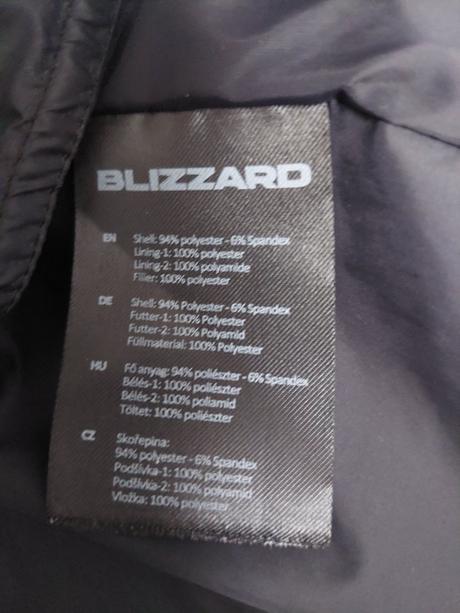 BLIZZARD
EN Shell: 94% polyester - 6% Spandex
Lining-1: 100% polyester
Lining-2: 100% polyamide
Filler: 100% polyester
DE Shell: 94% Polyester - 6% Spandex
Futter-1: 100% Polyester
Futter-2: 100% Polyamid
Füllmaterial: 100% Polyester
HU Fő anyag: 94% poliészter - 6% Spandex
Bélés-1: 100% poliészter
Bélés-2: 100% poliamid
Töltet: 100% poliészter
CZ Skořepina:
94% polyester - 6% Spandex
Podšívka-1: 100% polyester
Podšívka-2: 100% polyamid
Vložka: 100% polyester